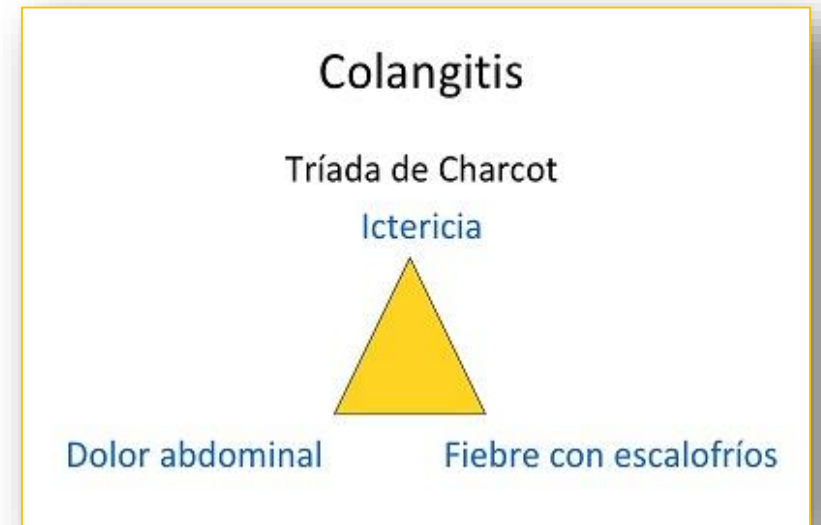 Colangitis
Tríada de Charcot
Ictericia
Dolor abdominal
Fiebre con escalofríos